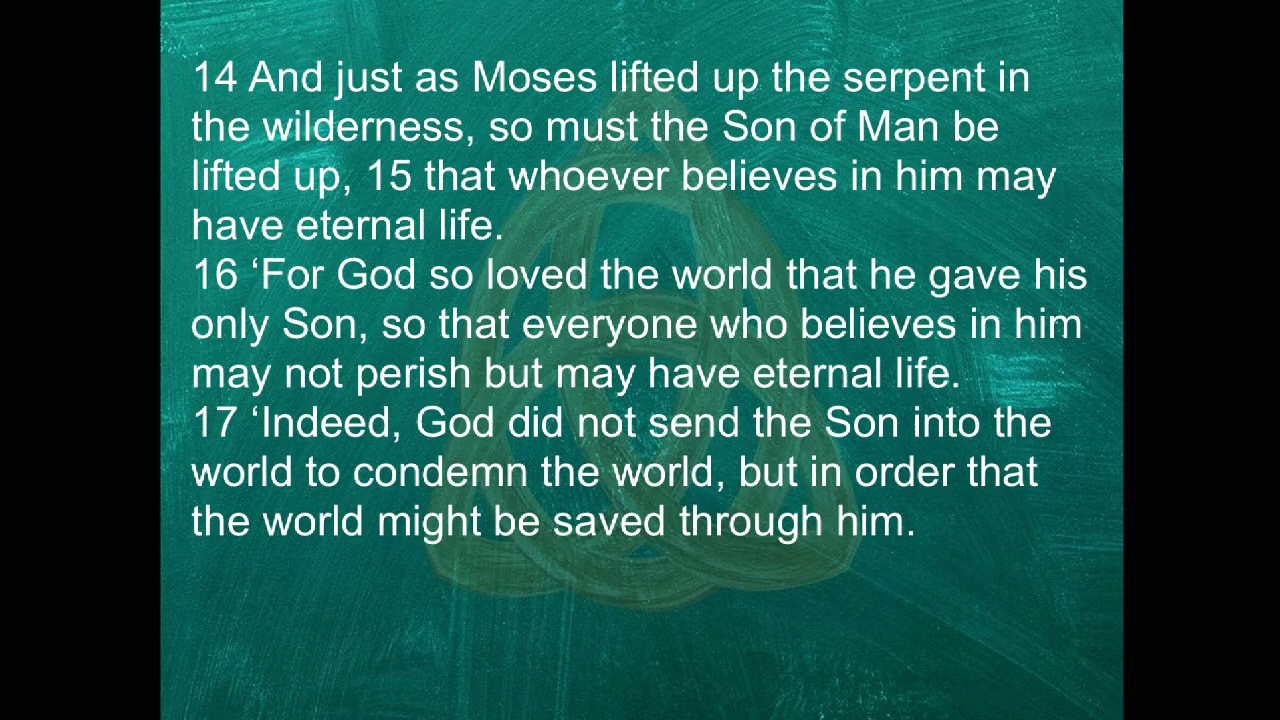 14 And just as Moses lifted up the serpent in
the wilderness, so must the Son of Man be
lifted up, 15 that whoever believes in him may
have eternal life.
16 ‘For God so loved the world that he gave his
only Son, so that everyone who believes in him
may not perish but may have eternal life.
17 ‘Indeed, God did not send the Son into the
world to condemn the world, but in order that
the world might be saved through him.